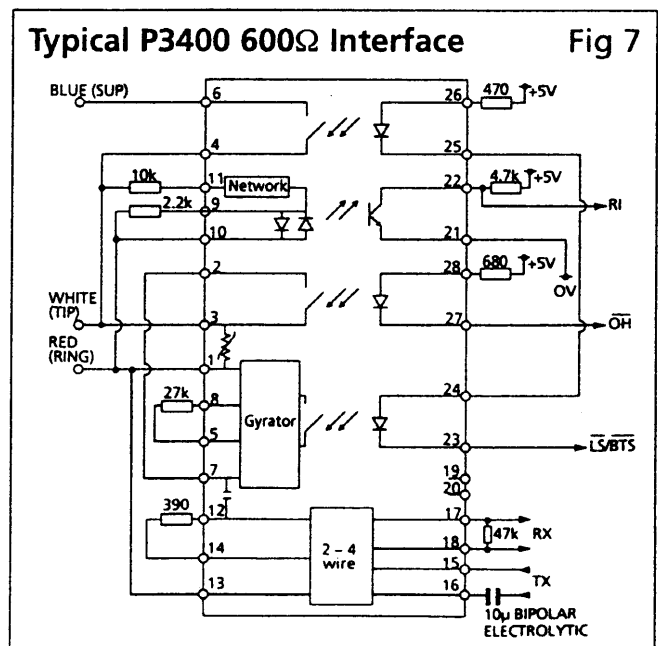 Typical P3400 600Ω Interface Fig 7
BLUE (SUP)
6
26
470
+5V
4
25
10k
11
Network
22
4.7k
+5V
2.2k
9
RI
10
21
2
28
680
+5V
0V
WHITE
(TIP)
3
27
OH
RED
(RING)
1
27k
8
Gyrator
24
5
23
LS/BTS
7
19
20
390
12
17
47k
RX
2 – 4
wire
14
18
15
TX
13
16
10µ BIPOLAR
ELECTROLYTIC